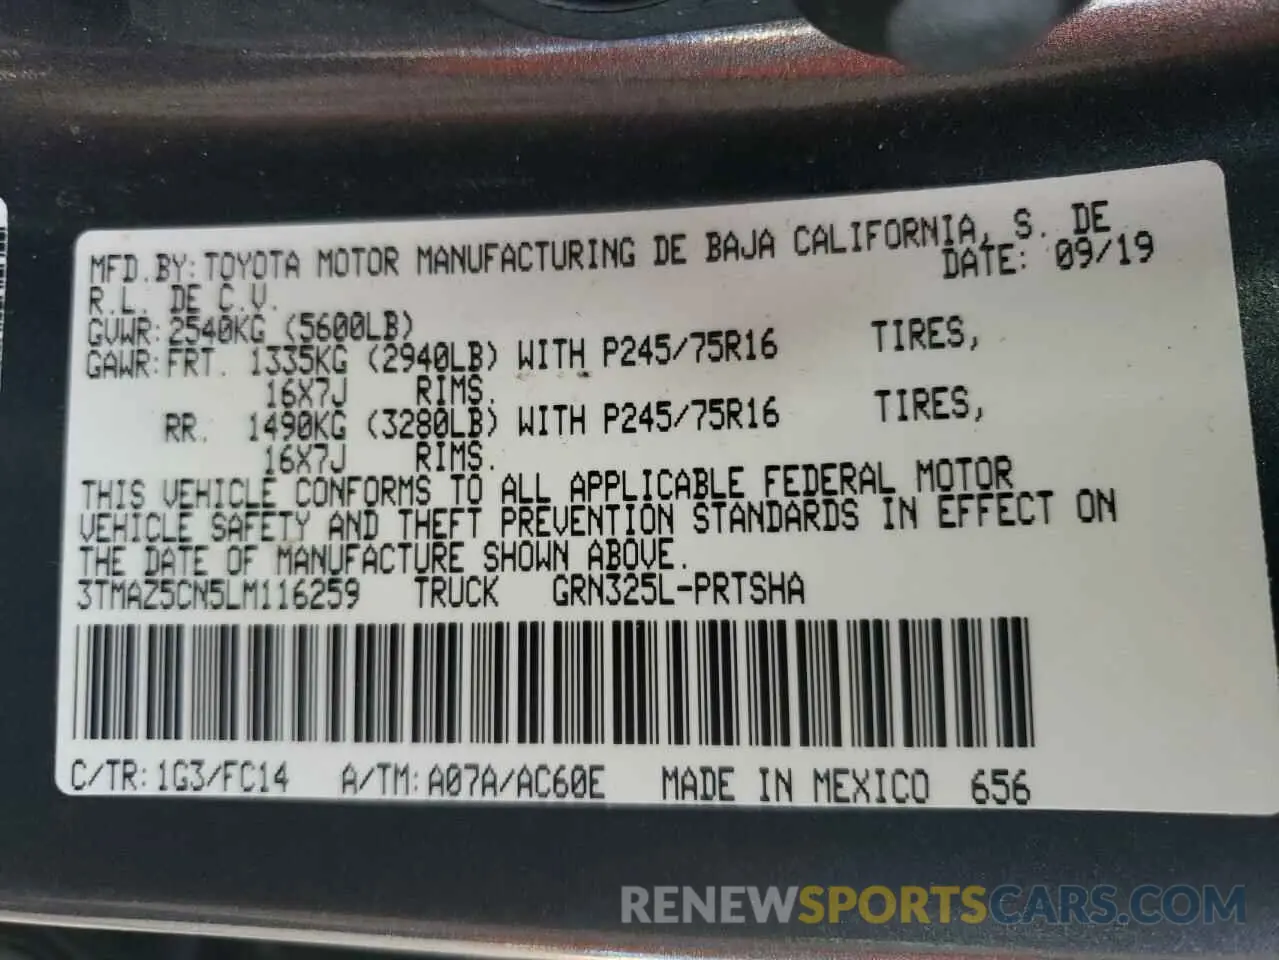 MFD.BY: TOYOTA MOTOR MANUFACTURING DE BAJA CALIFORNIA, S. DE
R.L. DE C.V. DATE: 09/19
GVWR: 2540KG (5600LB)
GAWR: FRT. 1335KG (2940LB) WITH P245/75R16 TIRES,
16X7J RIMS.
RR. 1490KG (3280LB) WITH P245/75R16 TIRES,
16X7J RIMS.
THIS VEHICLE CONFORMS TO ALL APPLICABLE FEDERAL MOTOR
VEHICLE SAFETY AND THEFT PREVENTION STANDARDS IN EFFECT ON
THE DATE OF MANUFACTURE SHOWN ABOVE.
3TMAZ5CN5LM116259 TRUCK GRN325L-PRTSHA
C/TR: 1G3/FC14 A/TM: A07A/AC60E MADE IN MEXICO 656
RENEWSPORTSCARS.COM